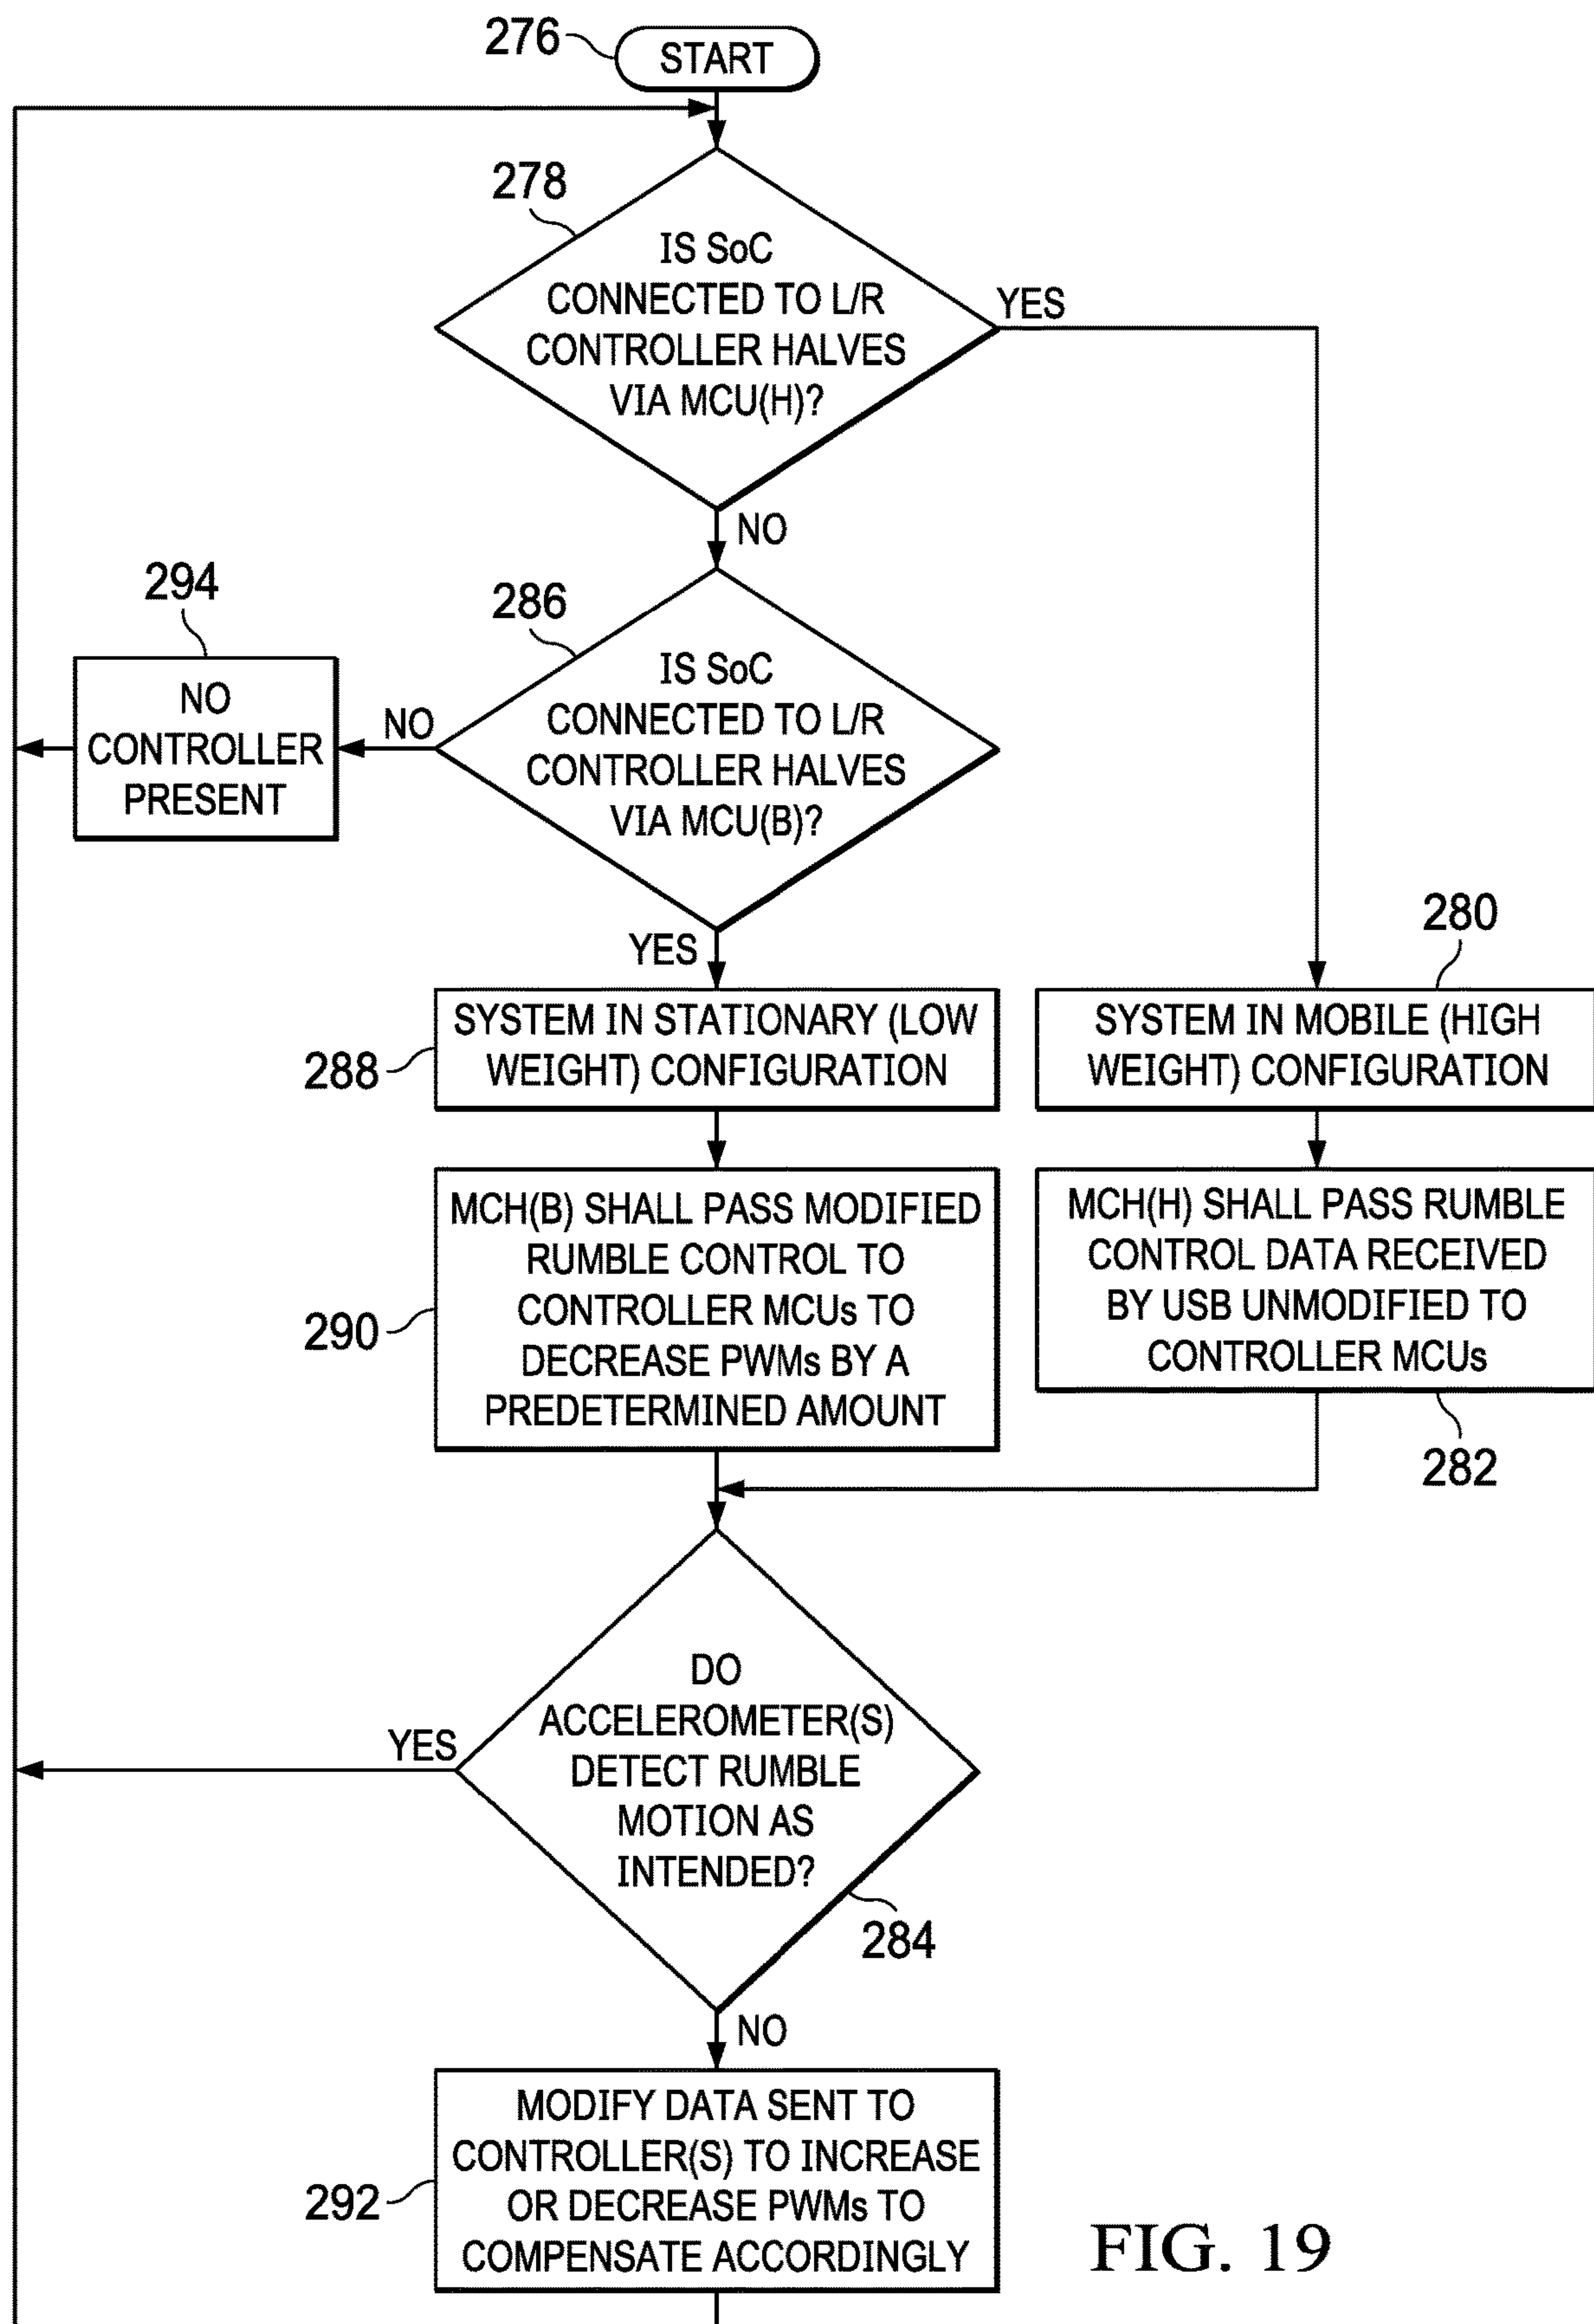 276
START
278
IS SoC
CONNECTED TO L/R
CONTROLLER HALVES
VIA MCU(H)?
YES
NO
294
286
NO
CONTROLLER
PRESENT
NO
IS SoC
CONNECTED TO L/R
CONTROLLER HALVES
VIA MCU(B)?
YES
280
288
SYSTEM IN STATIONARY (LOW
WEIGHT) CONFIGURATION
SYSTEM IN MOBILE (HIGH
WEIGHT) CONFIGURATION
290
MCH(B) SHALL PASS MODIFIED
RUMBLE CONTROL TO
CONTROLLER MCUs TO
DECREASE PWMs BY A
PREDETERMINED AMOUNT
MCH(H) SHALL PASS RUMBLE
CONTROL DATA RECEIVED
BY USB UNMODIFIED TO
CONTROLLER MCUs
282
YES
DO
ACCELEROMETER(S)
DETECT RUMBLE
MOTION AS
INTENDED?
284
NO
292
MODIFY DATA SENT TO
CONTROLLER(S) TO INCREASE
OR DECREASE PWMs TO
COMPENSATE ACCORDINGLY
FIG. 19